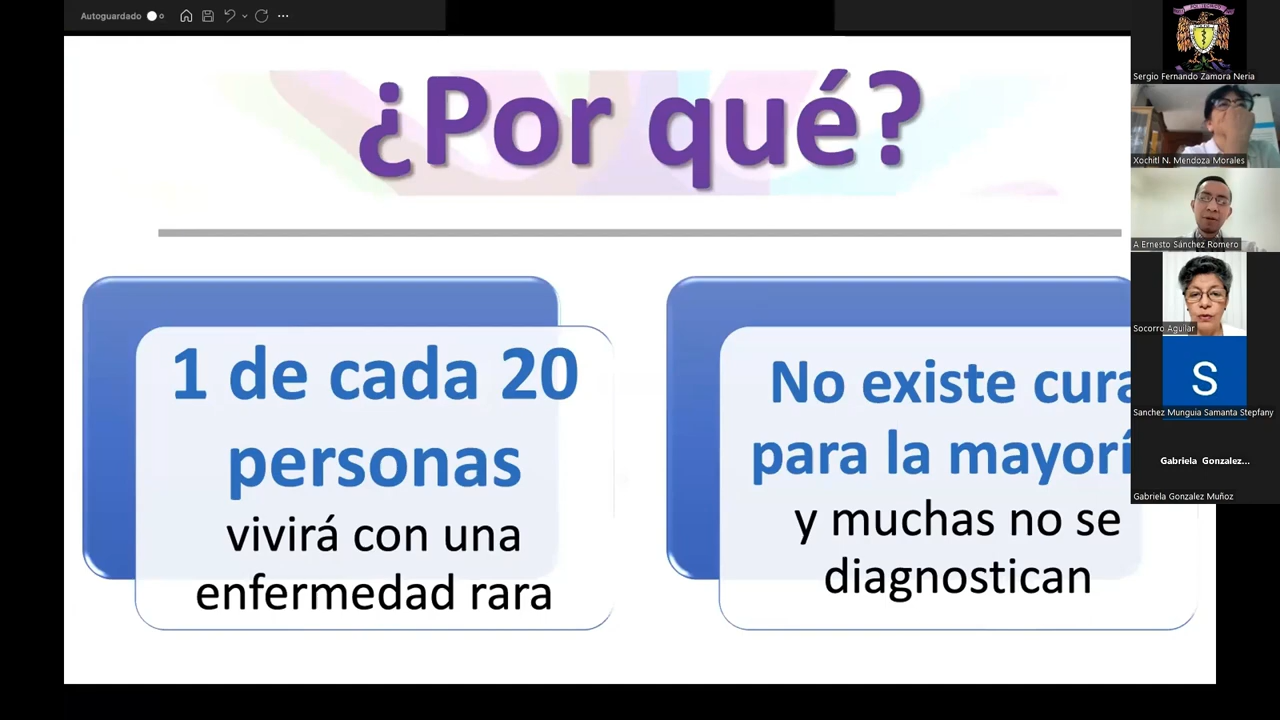 Autoguardado
¿Por qué?
1 de cada 20
personas
vivirá con una
enfermedad rara
No existe cura
para la mayorí
y muchas no se
diagnostican
Sergio Fernando Zamora Neria
Xochitl N. Mendoza Morales
A Ernesto Sánchez Romero
Socorro Aguilar
S
Sanchez Munguia Samanta Stepfany
Gabriela Gonzalez...
Gabriela Gonzalez Muñoz